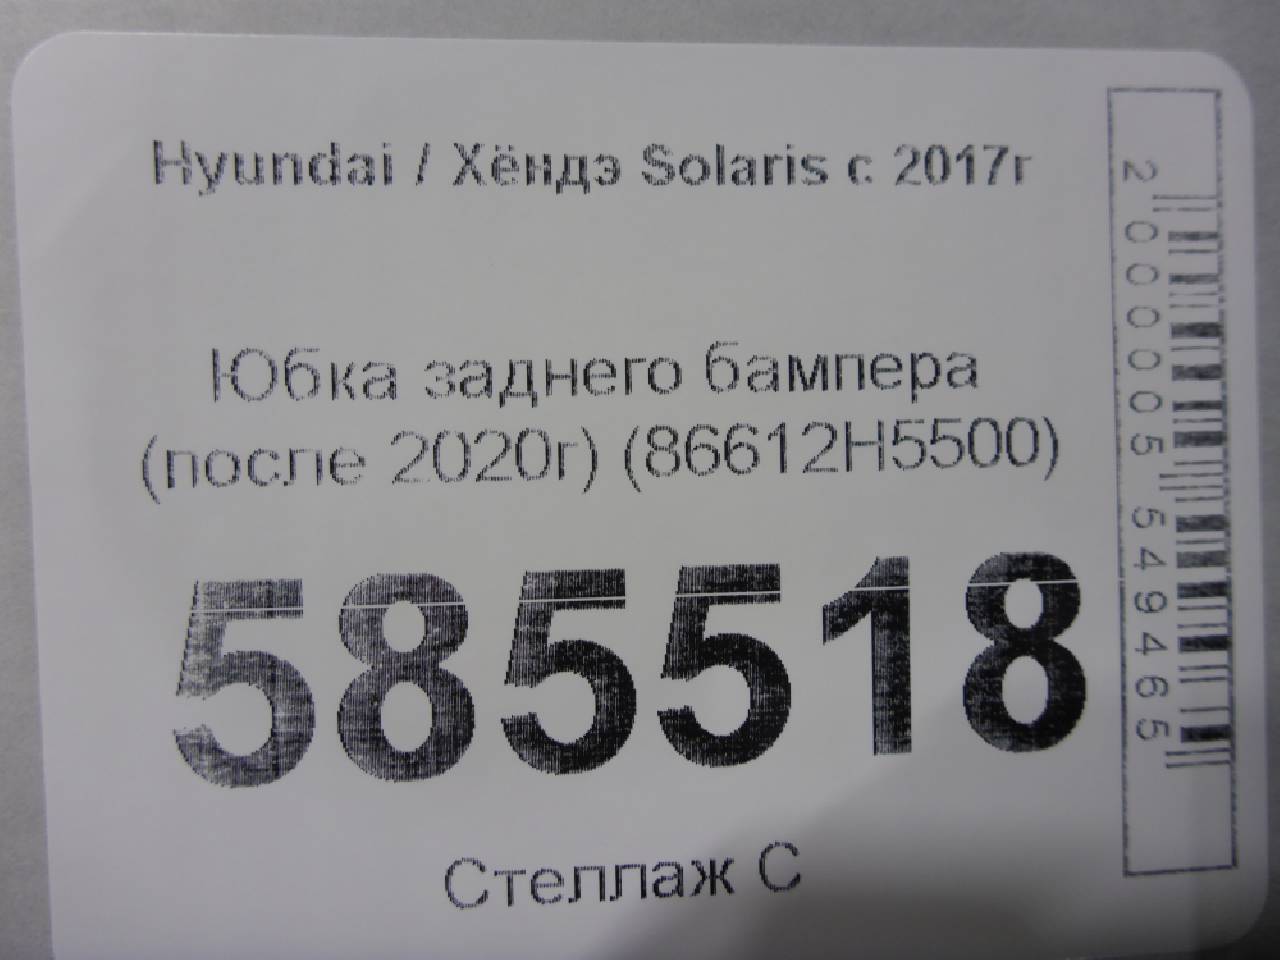 Hyundai / Хёндэ Solaris с 2017г
Юбка заднего бампера
(после 2020г) (86612H5500)
585518
Стеллаж С
2000005549465